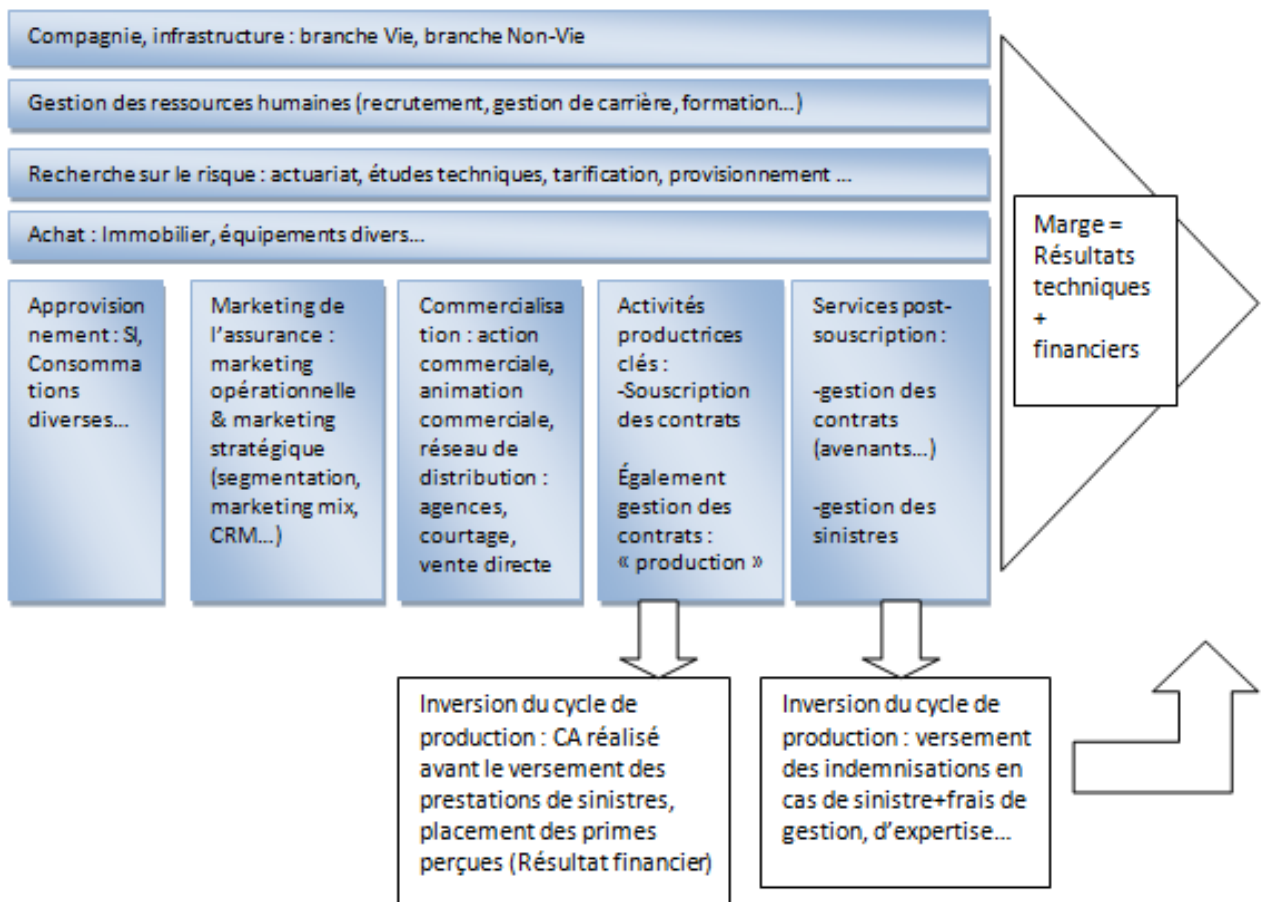 Compagnie, infrastructure : branche Vie, branche Non-Vie
Gestion des ressources humaines (recrutement, gestion de carrière, formation...)
Recherche sur le risque : actuariat, études techniques, tarification, provisionnement ...
Achat : Immobilier, équipements divers...
Approvision
nement : SI,
Consomma
tions
diverses...
Marketing de
l'assurance :
marketing
opérationnelle
& marketing
stratégique
(segmentation,
marketing mix,
CRM...)
Commercialisa
tion : action
commerciale,
animation
commerciale,
réseau de
distribution :
agences,
courtage,
vente directe
Activités
productrices
clés :
-Souscription
des contrats
Également
gestion des
contrats :
« production »
Services post-
souscription :
-gestion des
contrats
(avenants...)
-gestion des
sinistres
Marge =
Résultats
techniques
+
financiers
Inversion du cycle de
production : CA réalisé
avant le versement des
prestations de sinistres,
placement des primes
perçues (Résultat financier)
Inversion du cycle de
production : versement
des indemnisations en
cas de sinistre+frais de
gestion, d'expertise...